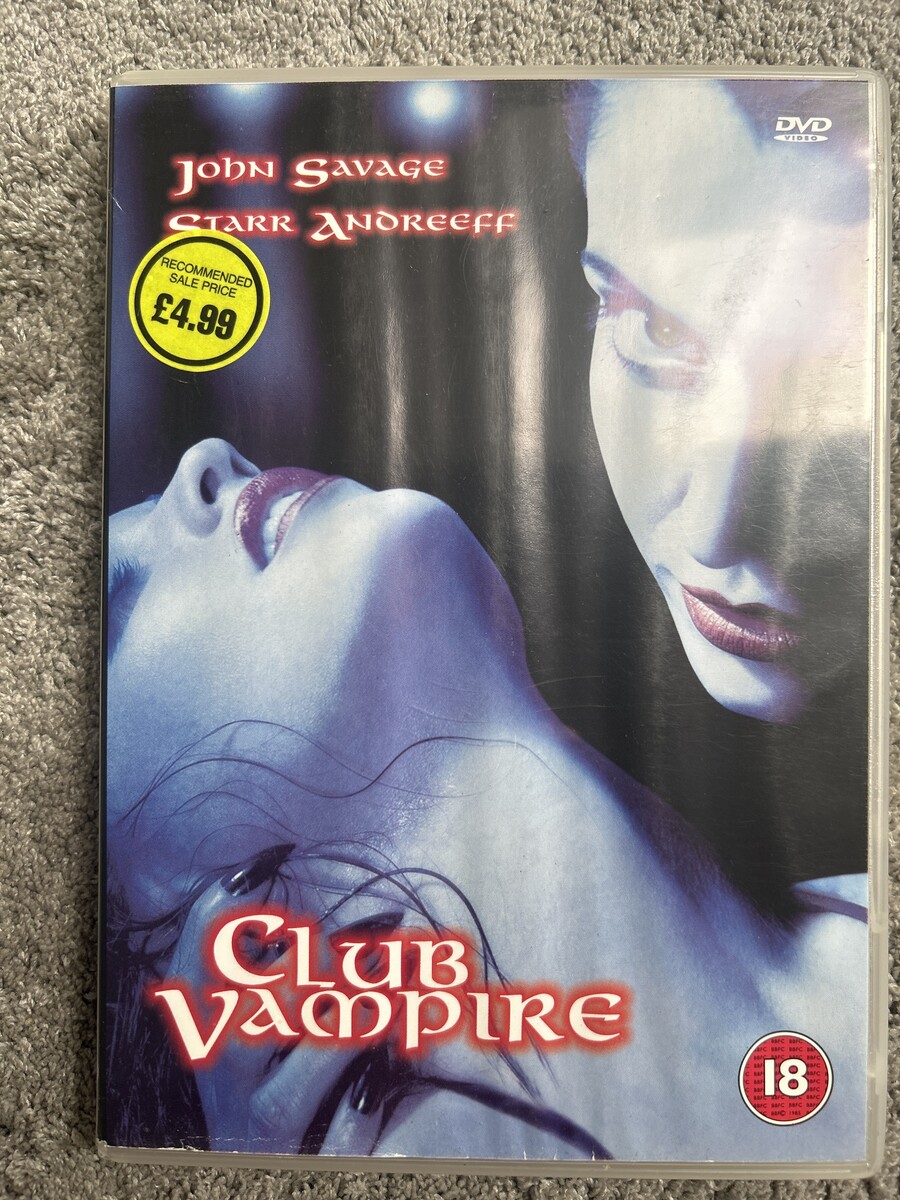 DVD
VIDEO
John Savage
Starr Andreeff
RECOMMENDED
SALE PRICE
£4.99
Club
Vampire
18